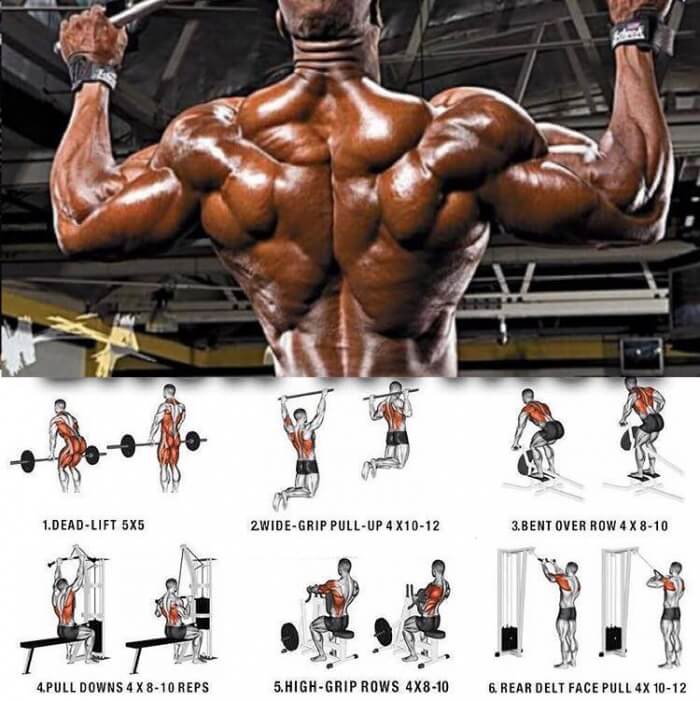 1.DEAD-LIFT 5X5
2.WIDE-GRIP PULL-UP 4 X10-12
3.BENT OVER ROW 4 X 8-10
4.PULL DOWNS 4 X 8-10 REPS
5.HIGH-GRIP ROWS 4X8-10
6. REAR DELT FACE PULL 4X 10-12